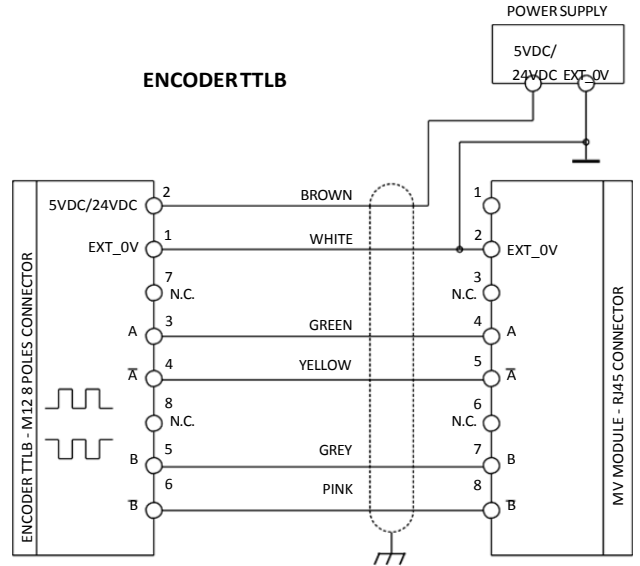 POWER SUPPLY
5VDC/
24VDC EXT_0V
ENCODER TTLB
ENCODER TTLB - M12 8 POLES CONNECTOR
5VDC/24VDC
2
BROWN
1
EXT_0V
1
WHITE
2
EXT_0V
7
N.C.
3
N.C.
A
3
GREEN
4
A
A̅
4
YELLOW
5
A̅
8
N.C.
6
N.C.
B
5
GREY
7
B
B̅
6
PINK
8
B̅
MV MODULE - RJ45 CONNECTOR